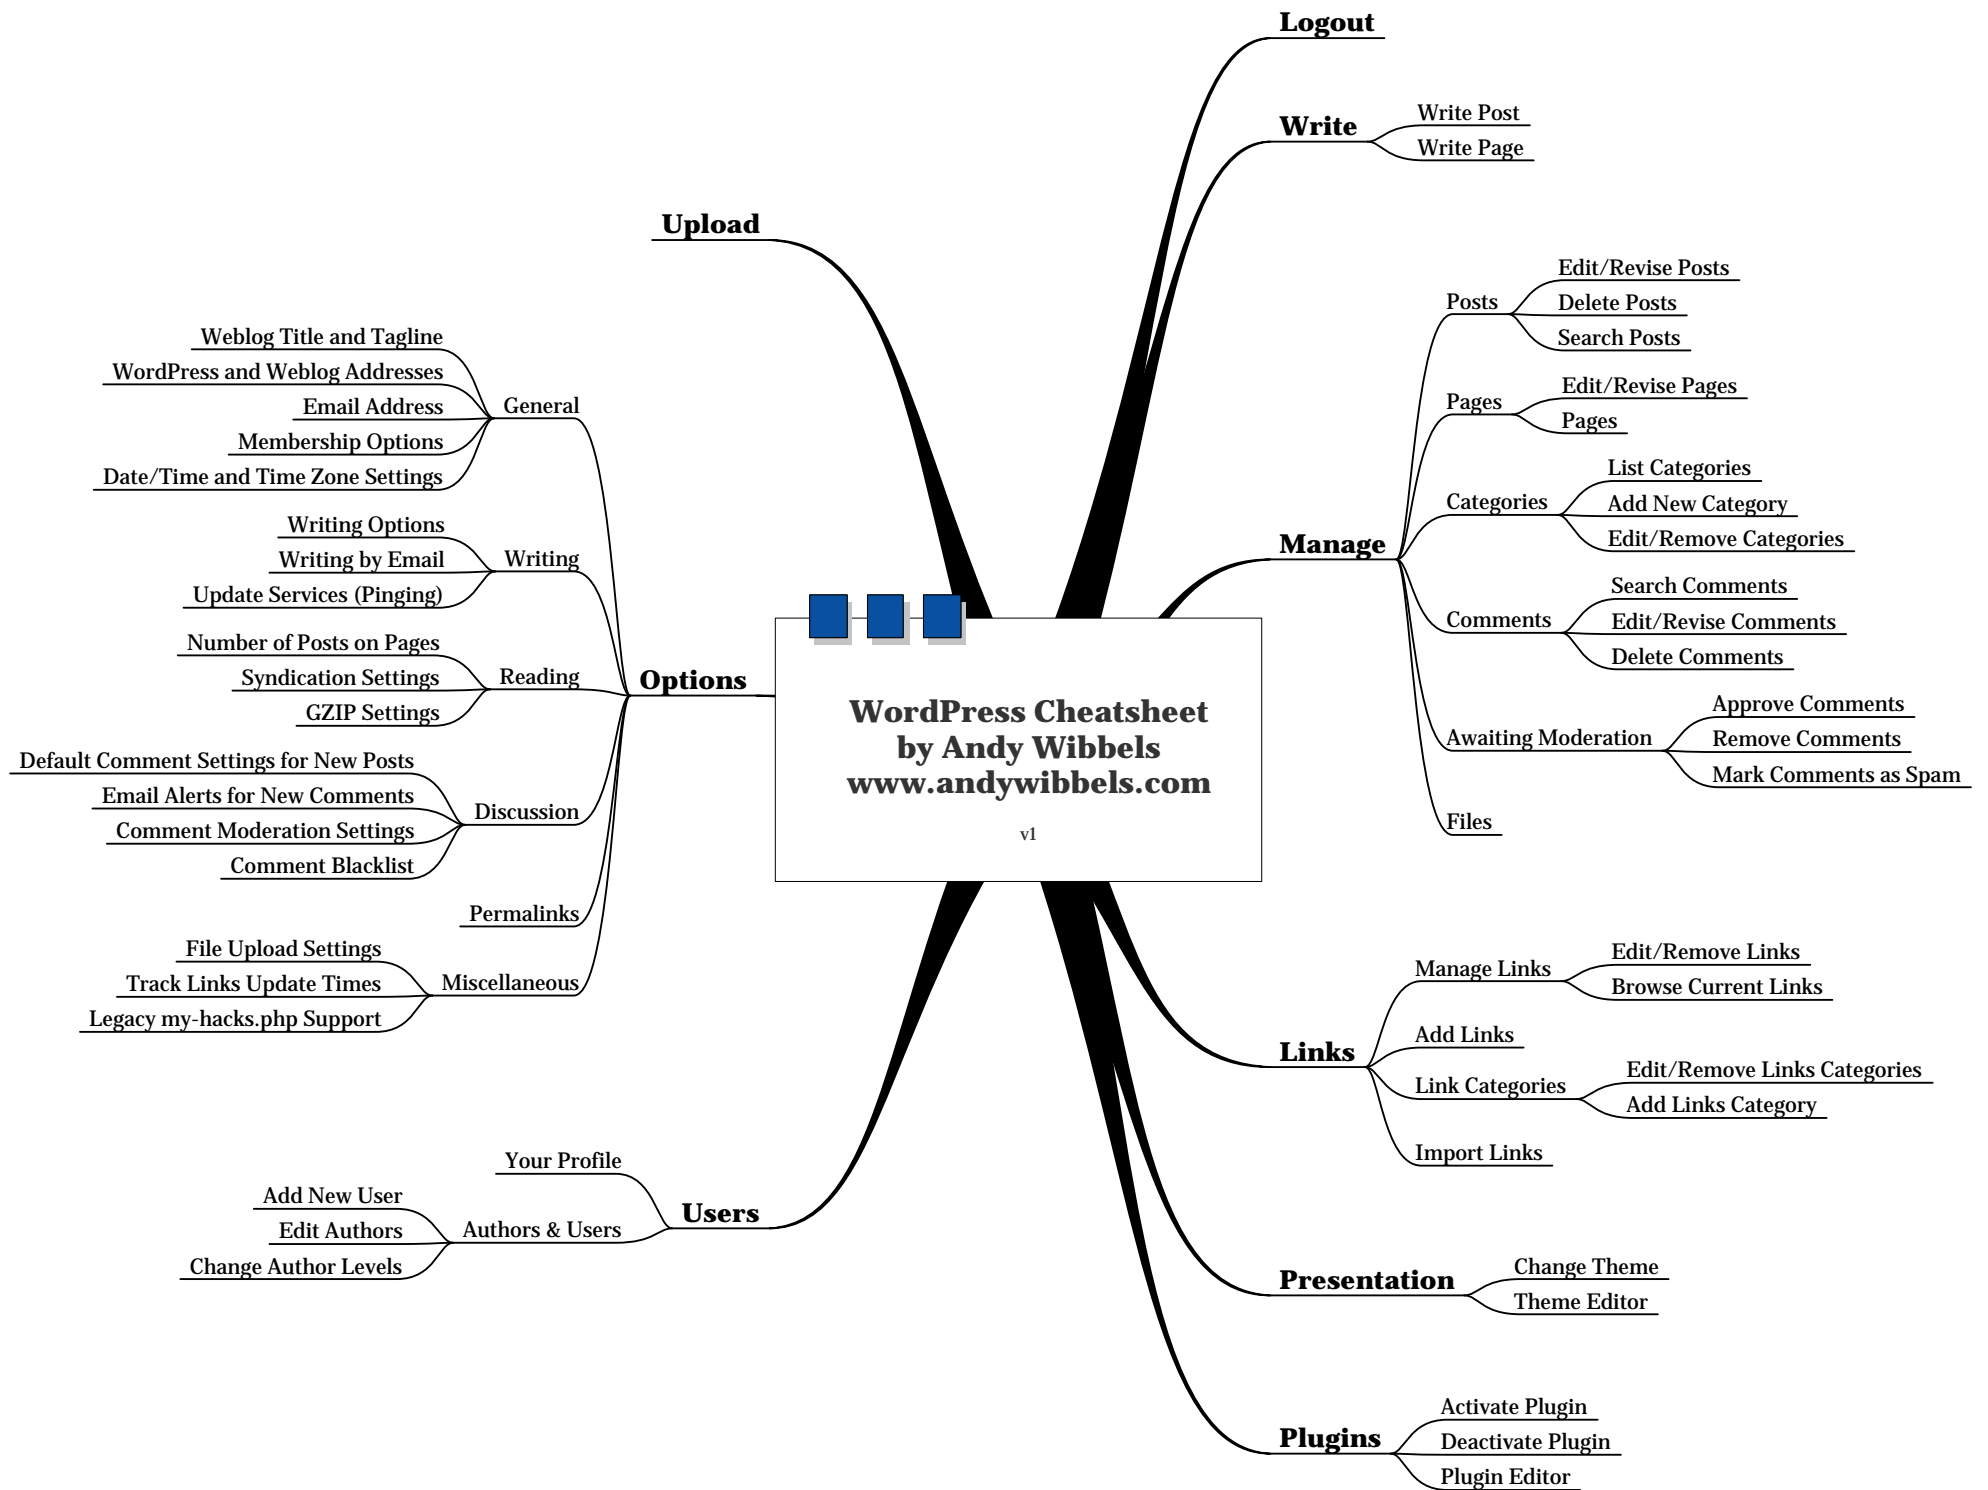 Logout
Write
Write Post
Write Page
Upload
Manage
Posts
Edit/Revise Posts
Delete Posts
Search Posts
Pages
Edit/Revise Pages
Pages
Categories
List Categories
Add New Category
Edit/Remove Categories
Comments
Search Comments
Edit/Revise Comments
Delete Comments
Awaiting Moderation
Approve Comments
Remove Comments
Mark Comments as Spam
Files
WordPress Cheatsheet
by Andy Wibbels
www.andywibbels.com
v1
Options
General
Weblog Title and Tagline
WordPress and Weblog Addresses
Email Address
Membership Options
Date/Time and Time Zone Settings
Writing
Writing Options
Writing by Email
Update Services (Pinging)
Reading
Number of Posts on Pages
Syndication Settings
GZIP Settings
Discussion
Default Comment Settings for New Posts
Email Alerts for New Comments
Comment Moderation Settings
Comment Blacklist
Permalinks
Miscellaneous
File Upload Settings
Track Links Update Times
Legacy my-hacks.php Support
Links
Manage Links
Edit/Remove Links
Browse Current Links
Add Links
Link Categories
Edit/Remove Links Categories
Add Links Category
Import Links
Users
Your Profile
Authors & Users
Add New User
Edit Authors
Change Author Levels
Presentation
Change Theme
Theme Editor
Plugins
Activate Plugin
Deactivate Plugin
Plugin Editor